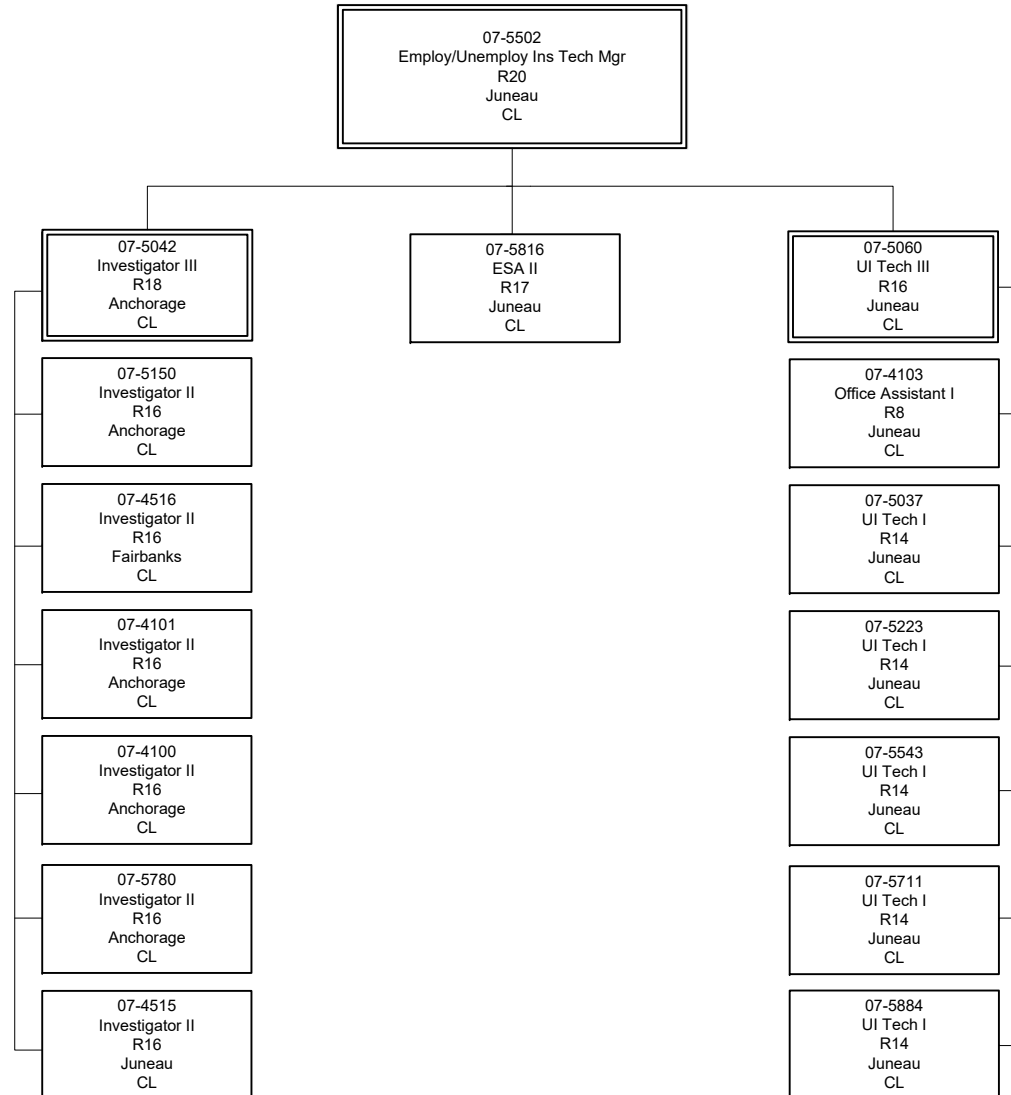 07-5502
Employ/Unemploy Ins Tech Mgr
R20
Juneau
CL
07-5042
Investigator III
R18
Anchorage
CL
07-5816
ESA II
R17
Juneau
CL
07-5060
UI Tech III
R16
Juneau
CL
07-5150
Investigator II
R16
Anchorage
CL
07-4103
Office Assistant I
R8
Juneau
CL
07-4516
Investigator II
R16
Fairbanks
CL
07-5037
UI Tech I
R14
Juneau
CL
07-4101
Investigator II
R16
Anchorage
CL
07-5223
UI Tech I
R14
Juneau
CL
07-4100
Investigator II
R16
Anchorage
CL
07-5543
UI Tech I
R14
Juneau
CL
07-5780
Investigator II
R16
Anchorage
CL
07-5711
UI Tech I
R14
Juneau
CL
07-4515
Investigator II
R16
Juneau
CL
07-5884
UI Tech I
R14
Juneau
CL